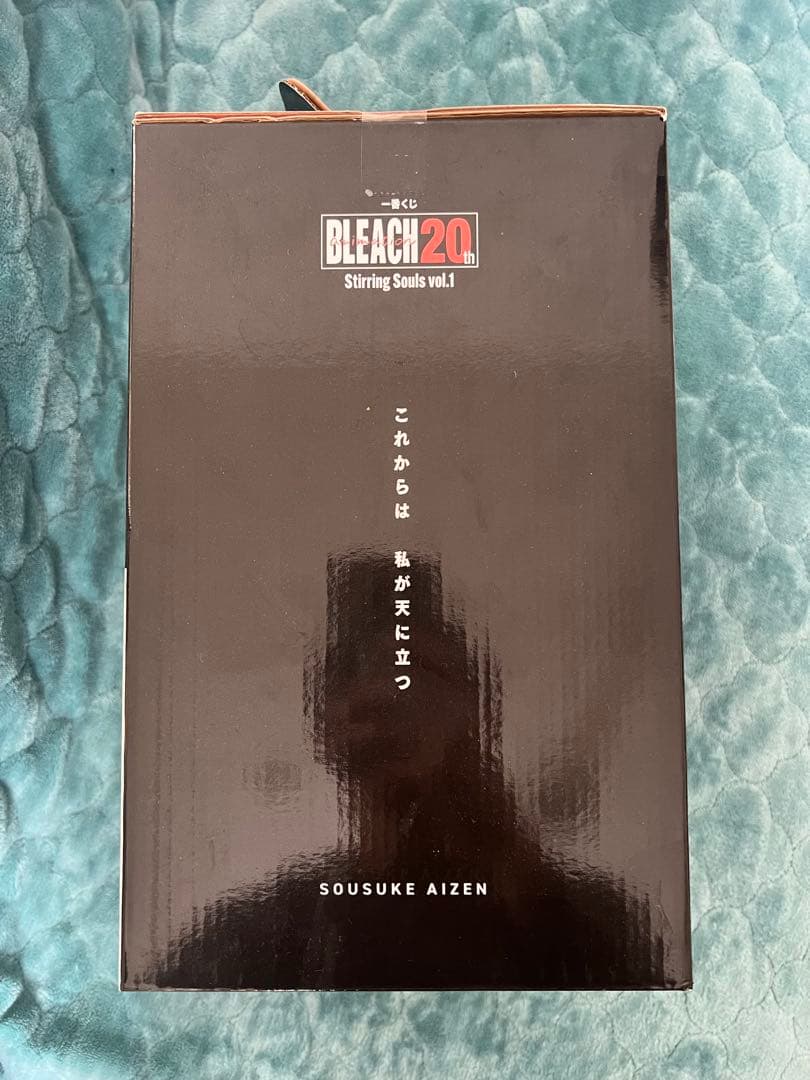 一番くじ
BLEACH 20th
animation
Stirring Souls vol.1
これからは 私が天に立つ
SOUSUKE AIZEN